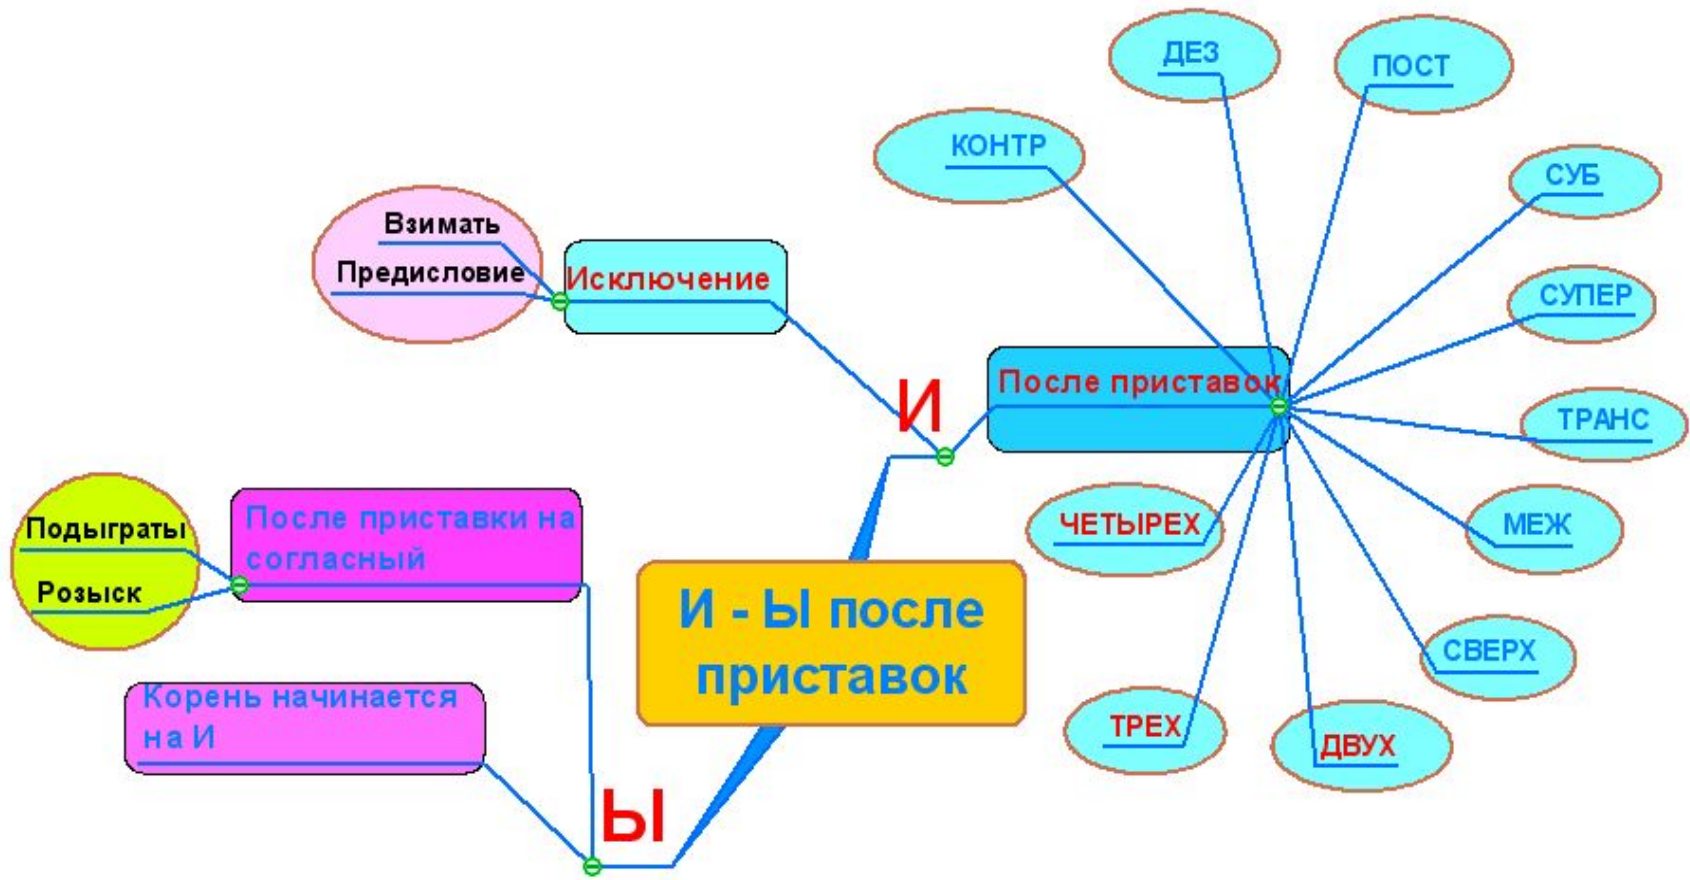 ДЕЗ
ПОСТ
КОНТР
СУБ
СУПЕР
ТРАНС
МЕЖ
СВЕРХ
ДВУХ
ТРЕХ
ЧЕТЫРЕХ
После приставок
И
Исключение
Взимать
Предисловие
И - Ы после
приставок
После приставки на
согласный
Подыграты
Розыск
Корень начинается
на И
Ы